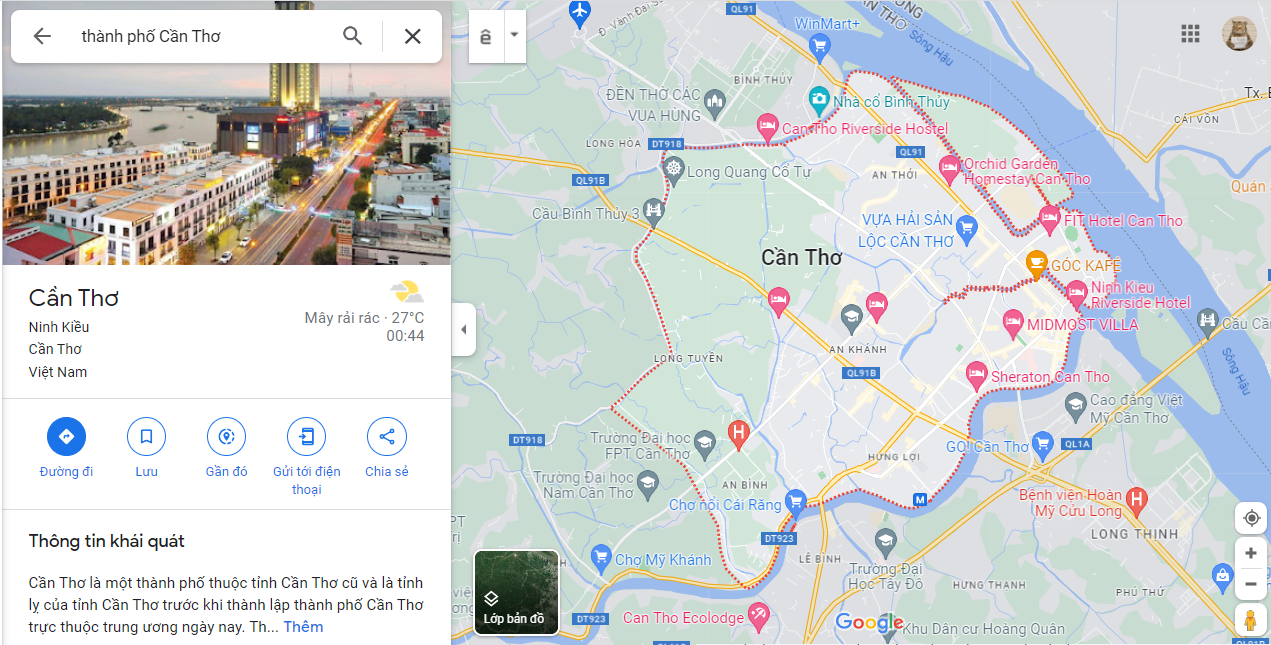 thành phố Cần Thơ
Cần Thơ
Ninh Kiều
Cần Thơ
Việt Nam
Mây rải rác · 27°C
00:44
Đường đi
Lưu
Gần đó
Gửi tới điện
thoại
Chia sẻ
Thông tin khái quát
Cần Thơ là một thành phố thuộc tỉnh Cần Thơ cũ và là tỉnh
lỵ của tỉnh Cần Thơ trước khi thành lập thành phố Cần Thơ
trực thuộc trung ương ngày nay. Th... Thêm
ê
QL91
WinMart+
Sông Hậu
BÌNH THỦY
ĐỀN THỜ CÁC
VUA HÙNG
Nhà cổ Bình Thủy
Can Tho Riverside Hostel
LONG HÒA
DT918
QL91
CÁI VỒN
Long Quang Cổ Tự
AN THỚI
Orchid Garden
Homestay Can Tho
QL91B
Quán
Cầu Bình Thủy 3
VỰA HẢI SẢN
LỘC CẦN THƠ
FIT Hotel Can Tho
Cần Thơ
GÓC KAFÉ
Ninh Kieu
Riverside Hotel
MIDMOST VILLA
Cầu Cần
AN KHÁNH
LONG TUYỀN
QL91B
Sông Hậu
Sheraton Can Tho
Cao đẳng Việt
Mỹ Cần Thơ
DT918
Trường Đại học
FPT Cần Thơ
GO! Cần Thơ
QL1A
HƯNG LỢI
Trường Đại học
Nam Cần Thơ
AN BÌNH
Chợ nổi Cái Răng
M
Bệnh viện Hoàn
Mỹ Cửu Long
LONG THỊNH
DT923
Chợ Mỹ Khánh
LÊ BÌNH
Trường Đại
Học Tây Đô
HƯNG THẠNH
PHÚ THỨ
Lớp bản đồ
DT923
Can Tho Ecolodge
Google
Khu Dân cư Hoàng Quân
QL91B